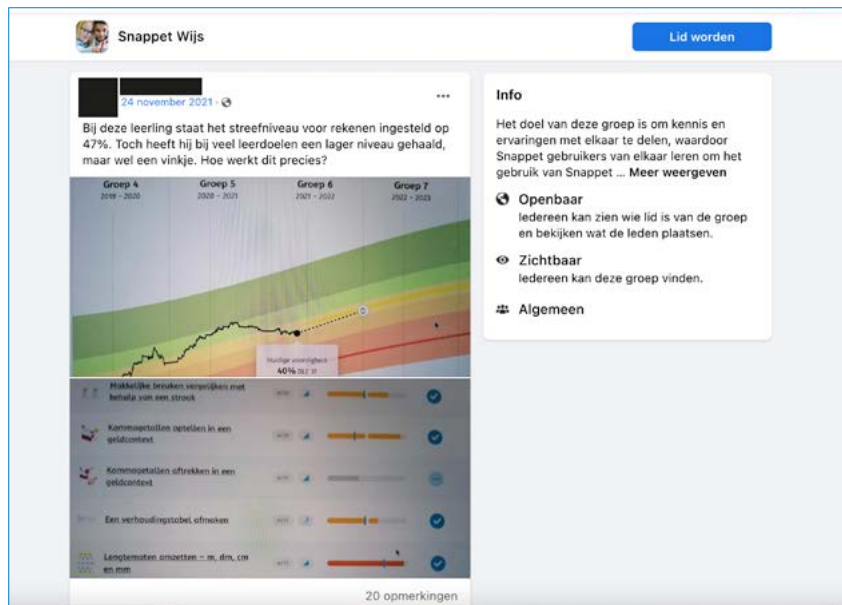 Snappet Wijs
Lid worden
24 november 2021 ·
Bij deze leerling staat het streefniveau voor rekenen ingesteld op
47%. Toch heeft hij bij veel leerdoelen een lager niveau gehaald,
maar wel een vinkje. Hoe werkt dit precies?
Groep 4
2019 - 2020
Groep 5
2020 - 2021
Groep 6
2021 - 2022
Groep 7
2022 - 2023
Huidige vaardigheid
40% DLE 31
Makkelijke breuken vergelijken met
behulp van een strook
Kommagetallen optellen in een
geldcontext
Kommagetallen aftrekken in een
geldcontext
Een verhoudingstabel afmaken
Lengtematen omzetten - m, dm, cm
en mm
20 opmerkingen
Info
Het doel van deze groep is om kennis en
ervaringen met elkaar te delen, waardoor
Snappet gebruikers van elkaar leren om het
gebruik van Snappet ... Meer weergeven
Openbaar
Iedereen kan zien wie lid is van de groep
en bekijken wat de leden plaatsen.
Zichtbaar
Iedereen kan deze groep vinden.
Algemeen